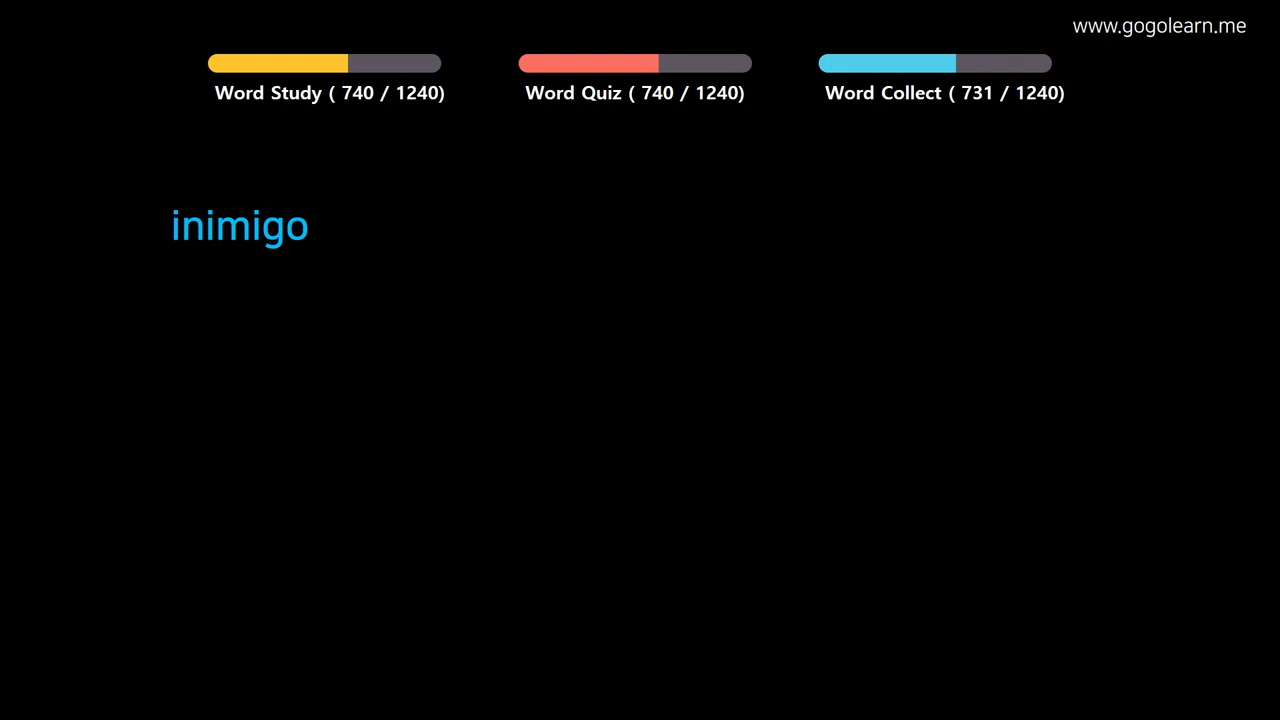 www.gogolearn.me
Word Study ( 740 / 1240)
Word Quiz ( 740 / 1240)
Word Collect ( 731 / 1240)
inimigo